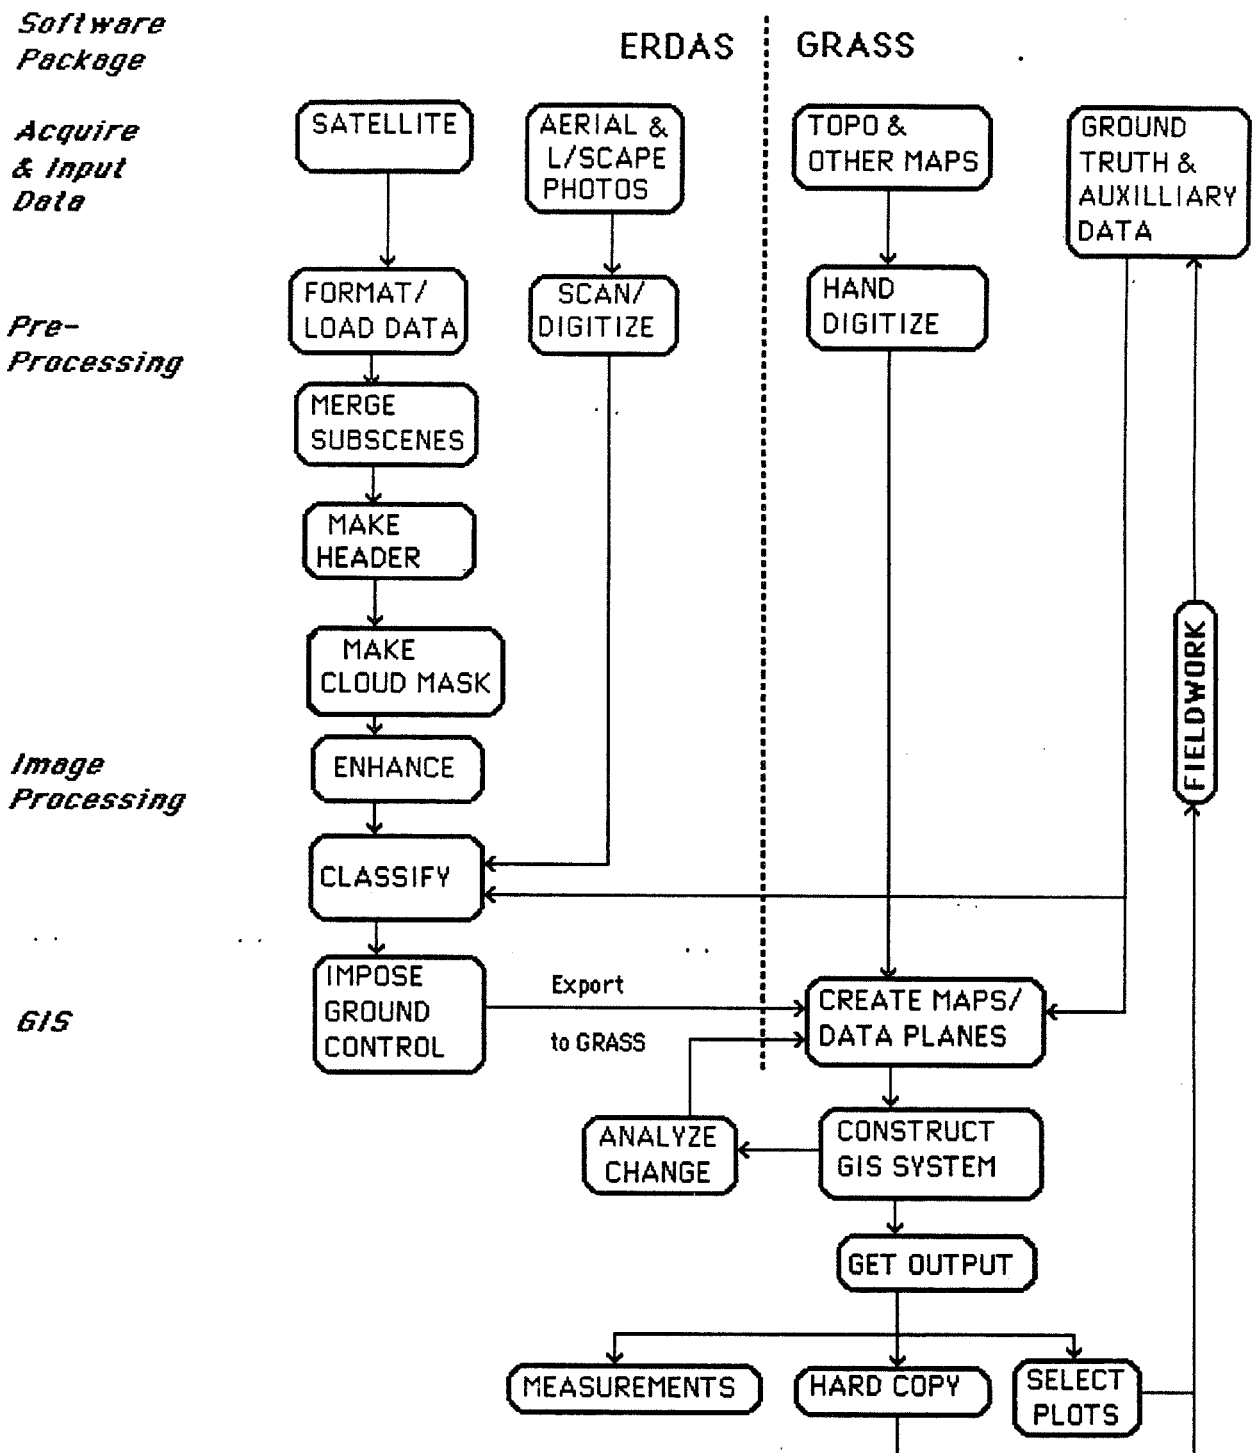 Software
Package
ERDAS
GRASS
Acquire
& Input
Data
SATELLITE
AERIAL &
L/SCAPE
PHOTOS
TOPO &
OTHER MAPS
GROUND
TRUTH &
AUXILLIARY
DATA
Pre-
Processing
FORMAT/
LOAD DATA
SCAN/
DIGITIZE
HAND
DIGITIZE
MERGE
SUBSCENES
MAKE
HEADER
MAKE
CLOUD MASK
FIELDWORK
Image
Processing
ENHANCE
CLASSIFY
GIS
IMPOSE
GROUND
CONTROL
Export
to GRASS
CREATE MAPS/
DATA PLANES
ANALYZE
CHANGE
CONSTRUCT
GIS SYSTEM
GET OUTPUT
MEASUREMENTS
HARD COPY
SELECT
PLOTS